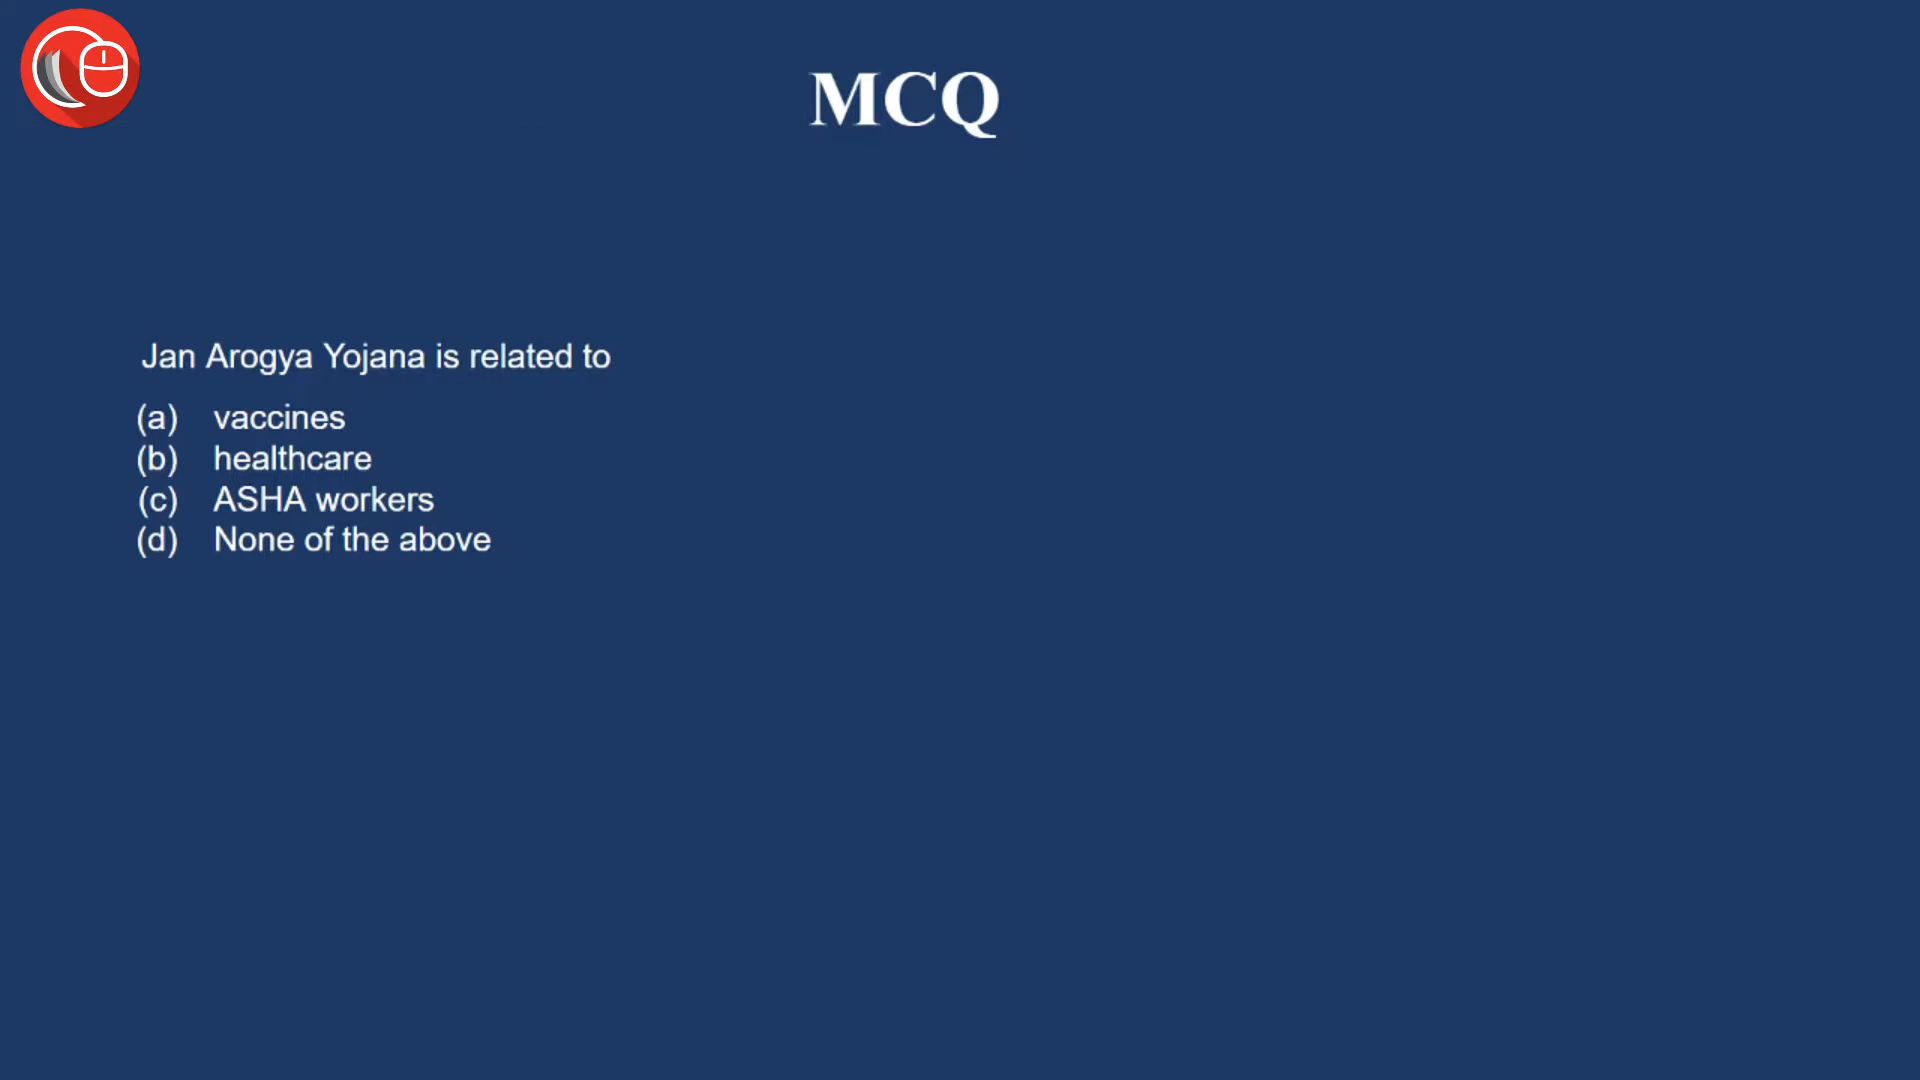 MCQ
Jan Arogya Yojana is related to
(a) vaccines
(b) healthcare
(c) ASHA workers
(d) None of the above